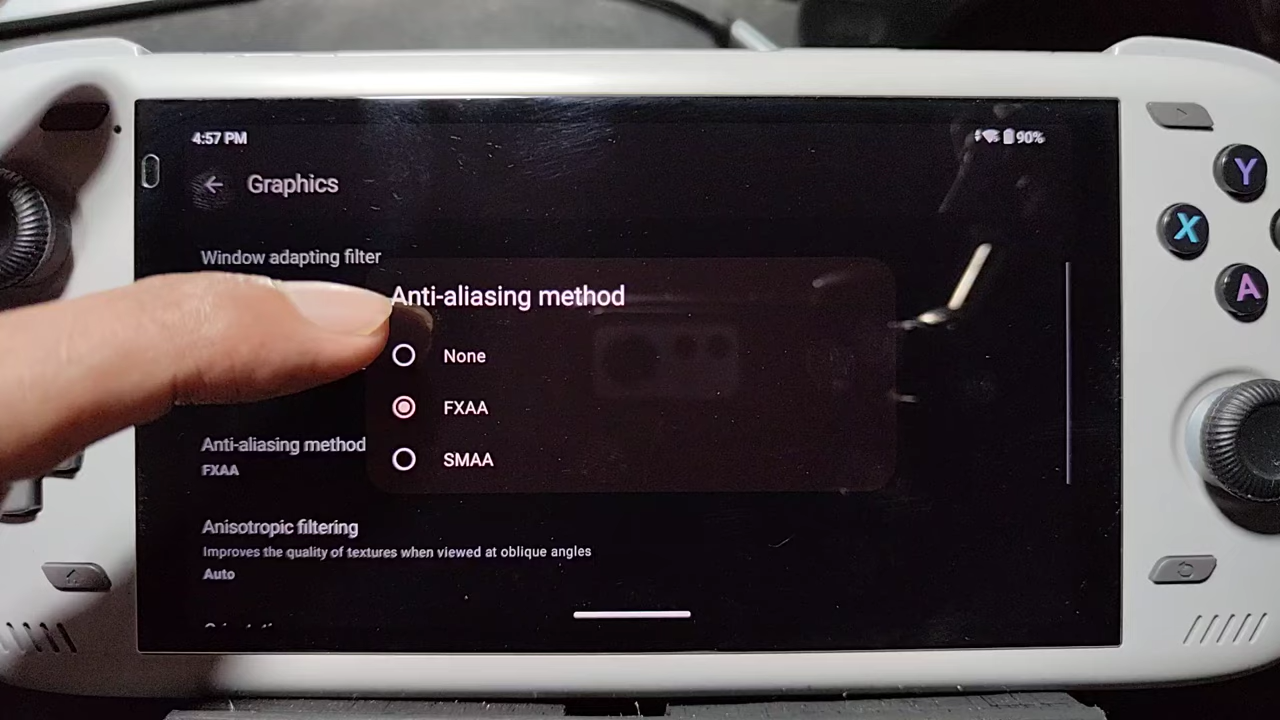 4:57 PM
90%
Graphics
Window adapting filter
Anti-aliasing method
None
FXAA
SMAA
Anti-aliasing method
FXAA
Anisotropic filtering
Improves the quality of textures when viewed at oblique angles
Auto
Y
X
A